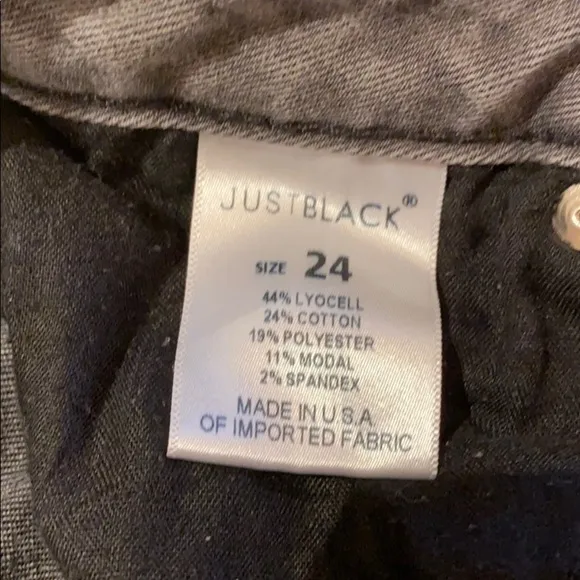 JUSTBLACK®
SIZE 24
44% LYOCELL
24% COTTON
19% POLYESTER
11% MODAL
2% SPANDEX
MADE IN U.S.A
OF IMPORTED FABRIC